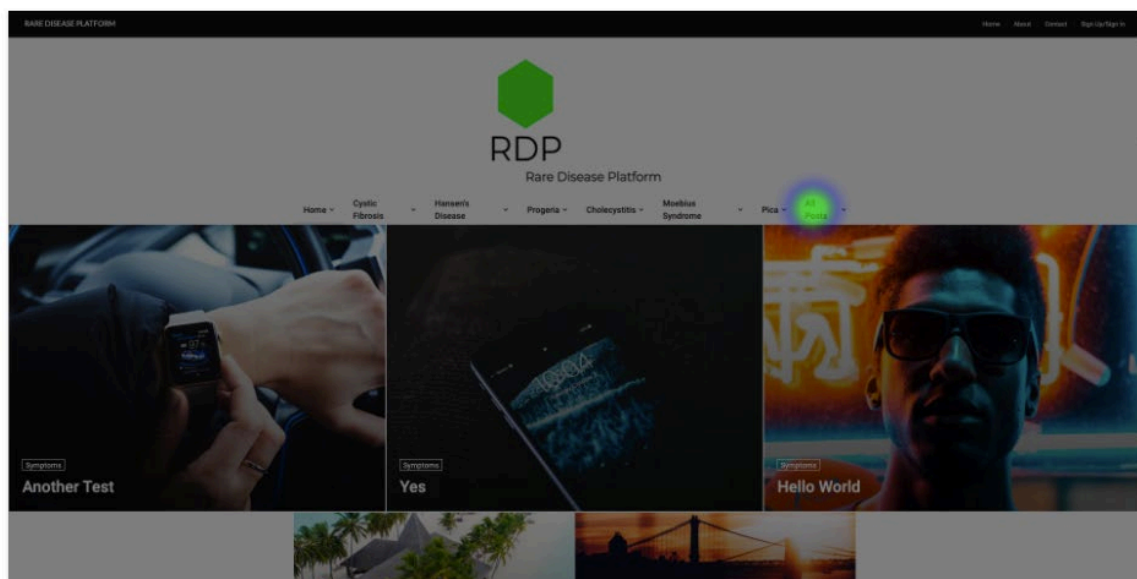 RARE DISEASE PLATFORM
Home About Contact Sign Up/Sign In
RDP
Rare Disease Platform
Home
Cystic
Fibrosis
Hansen's
Disease
Progeria
Cholecystitis
Moebius
Syndrome
Pica
All
Posts
Symptoms
Another Test
Symptoms
Yes
Symptoms
Hello World